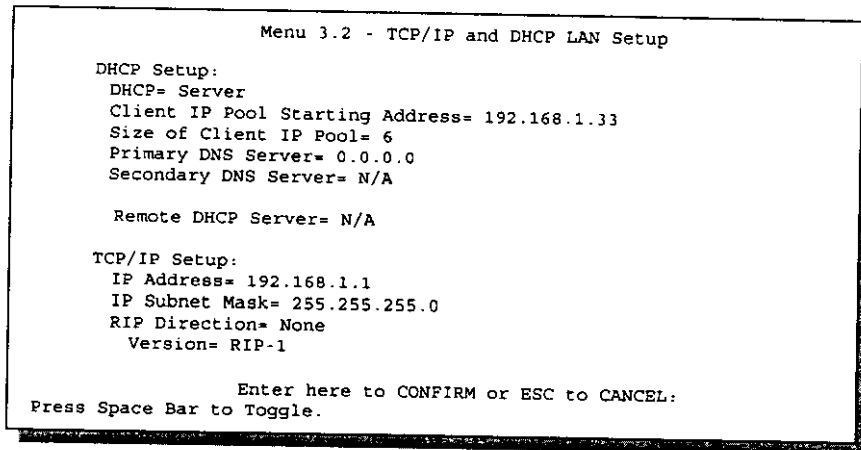 Menu 3.2 - TCP/IP and DHCP LAN Setup
DHCP Setup:
DHCP= Server
Client IP Pool Starting Address= 192.168.1.33
Size of Client IP Pool= 6
Primary DNS Server= 0.0.0.0
Secondary DNS Server= N/A
Remote DHCP Server= N/A
TCP/IP Setup:
IP Address= 192.168.1.1
IP Subnet Mask= 255.255.255.0
RIP Direction= None
Version= RIP-1
Enter here to CONFIRM or ESC to CANCEL:
Press Space Bar to Toggle.